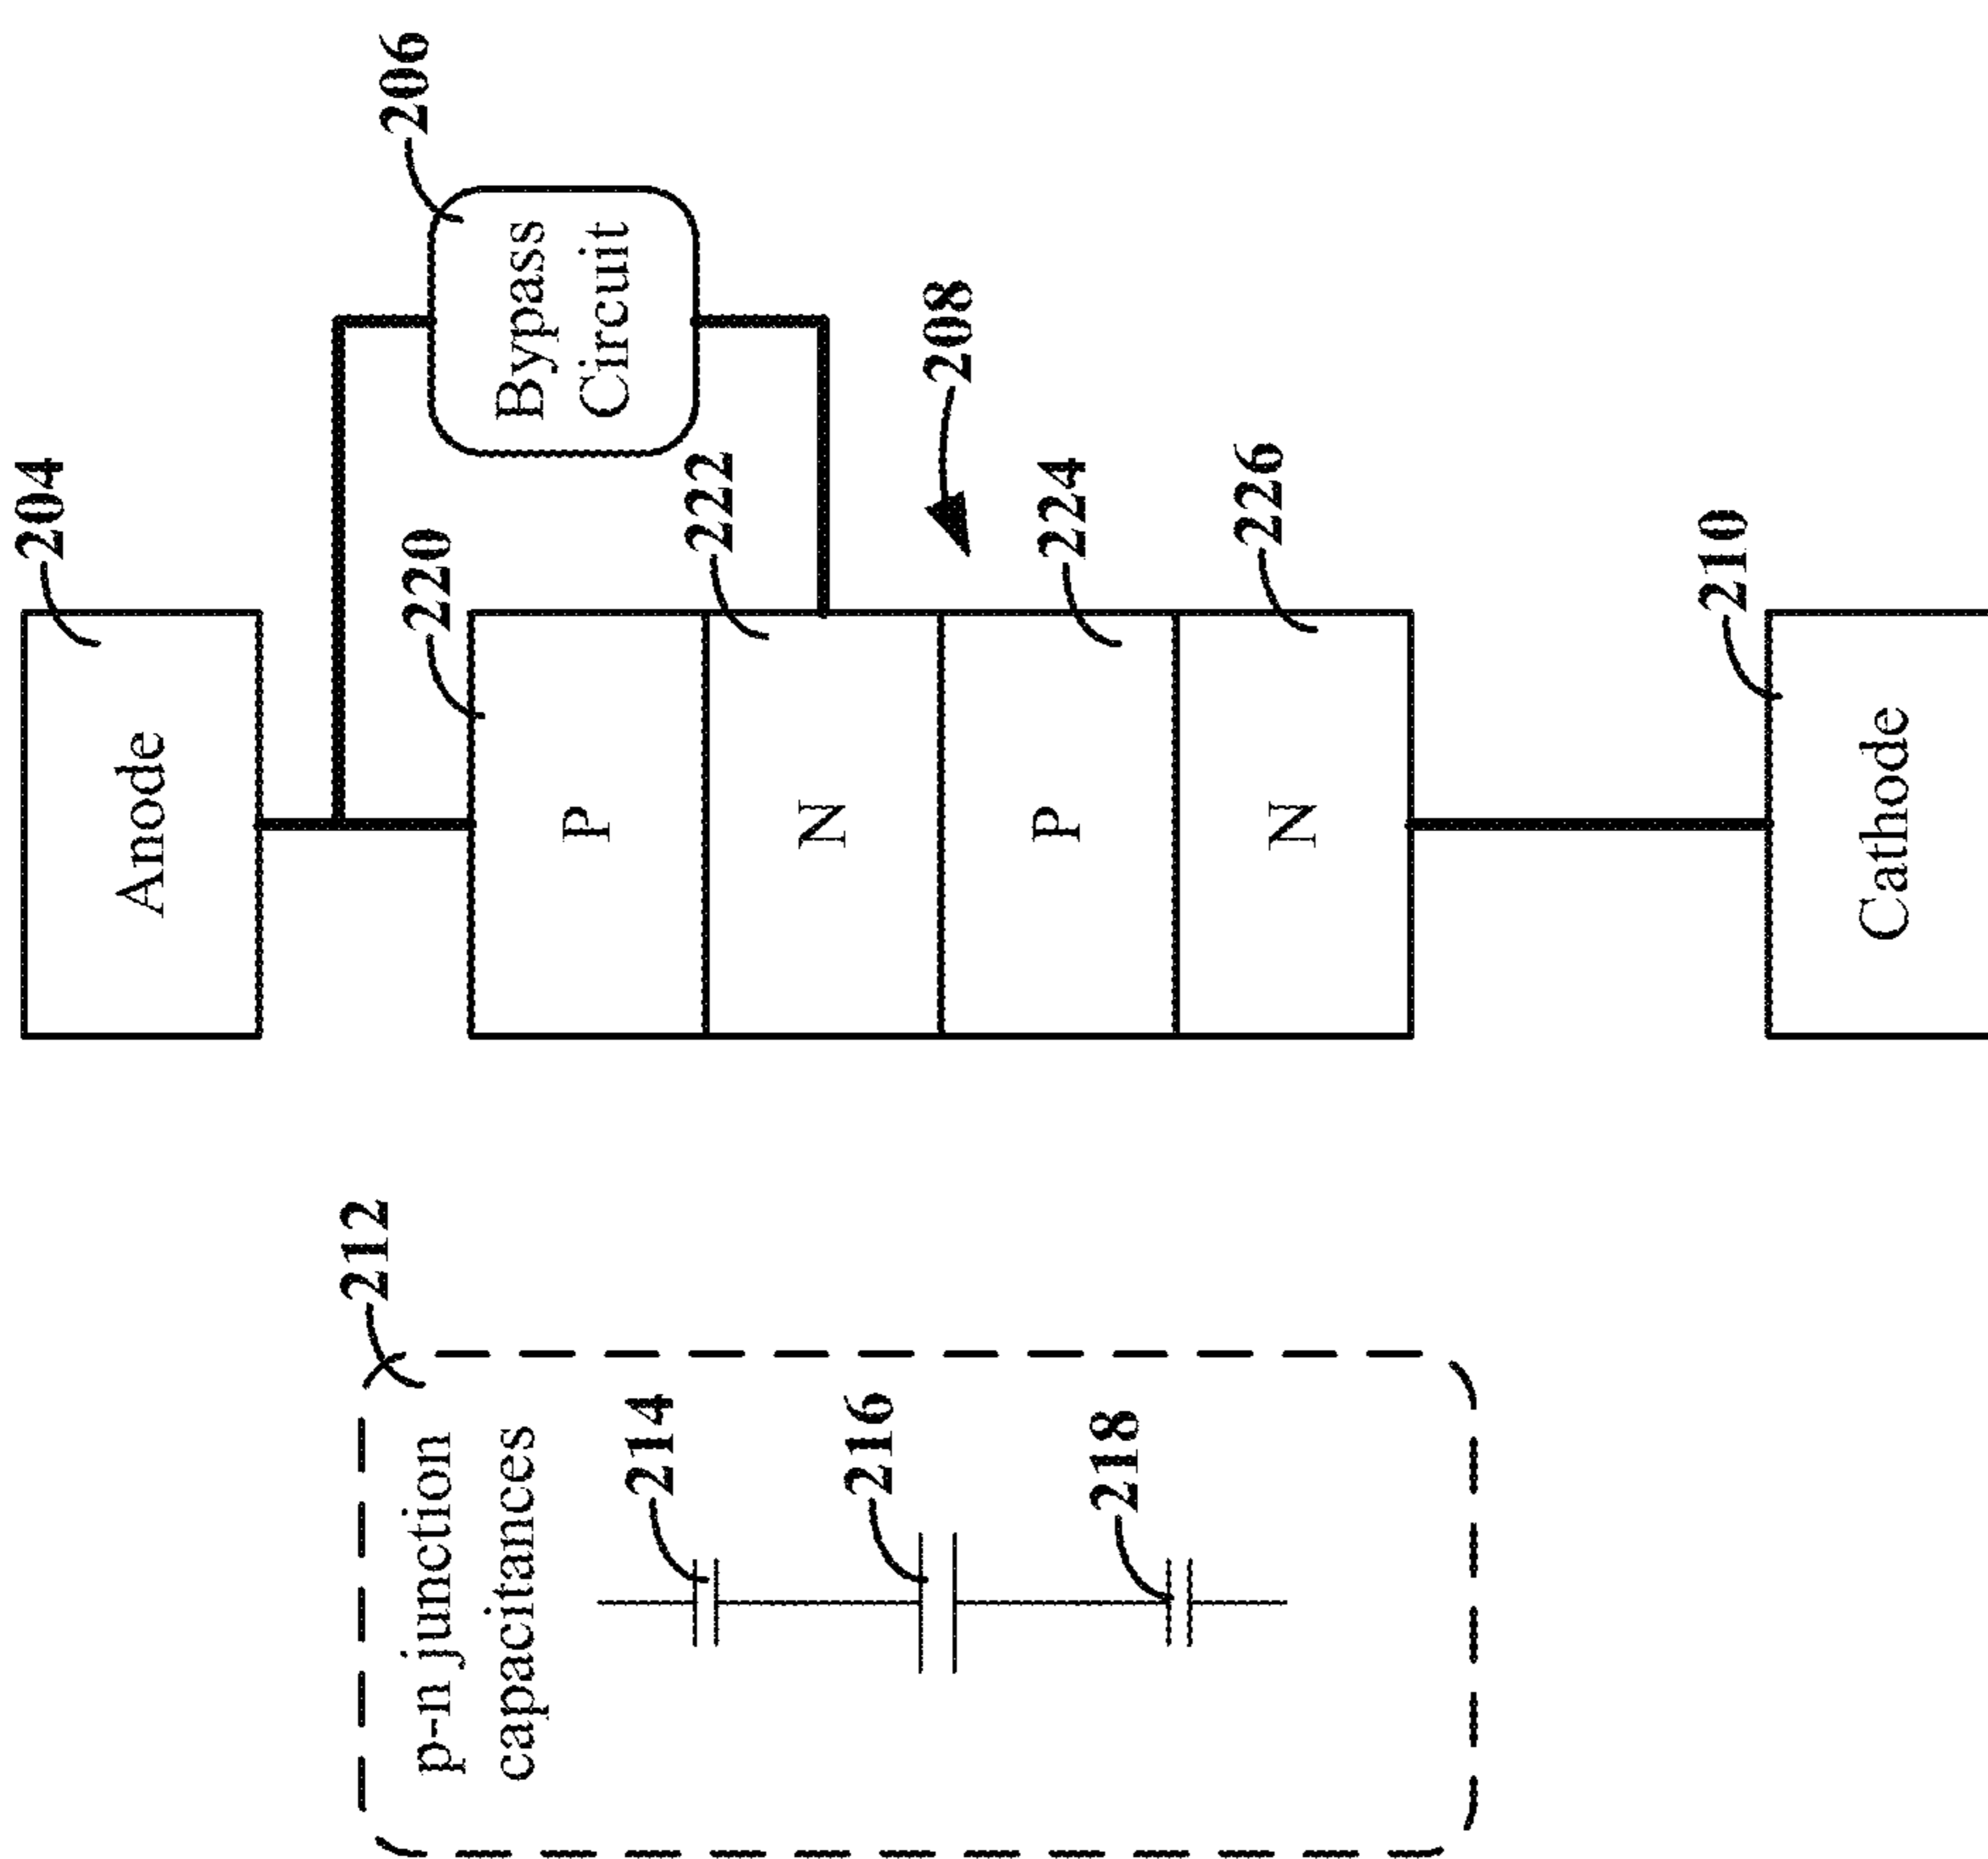 204
Anode
206
Bypass
Circuit
220
P
222
N
208
224
P
226
N
210
Cathode
212
p-n junction
capacitances
214
216
218